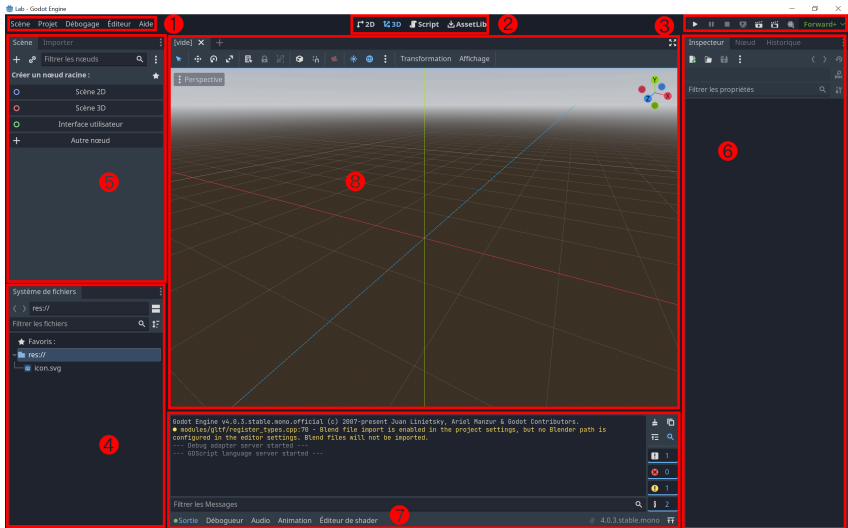 Lab - Godot Engine
Scène Projet Débogage Éditeur Aide 1 2D 3D Script AssetLib 2 3 Forward+
Scène Importer
Filtrer les nœuds
Créer un nœud racine :
Scène 2D
Scène 3D
Interface utilisateur
Autre nœud
5
Système de fichiers
res://
Filtrer les fichiers
Favoris :
res://
icon.svg
4
[vide]
Transformation Affichage
Perspective
Y
X
Z
8
Godot Engine v4.0.3.stable.mono.official (c) 2007-present Juan Linietsky, Ariel Manzur & Godot Contributors.
modules/gltf/register_types.cpp:70 - Blend file import is enabled in the project settings, but no Blender path is
configured in the editor settings. Blend files will not be imported.
--- Debug adapter server started ---
--- GDScript language server started ---
1
0
1
2
Filtrer les Messages
Sortie Débogueur Audio Animation Éditeur de shader 7 4.0.3.stable.mono
Inspecteur Nœud Historique
Filtrer les propriétés
6